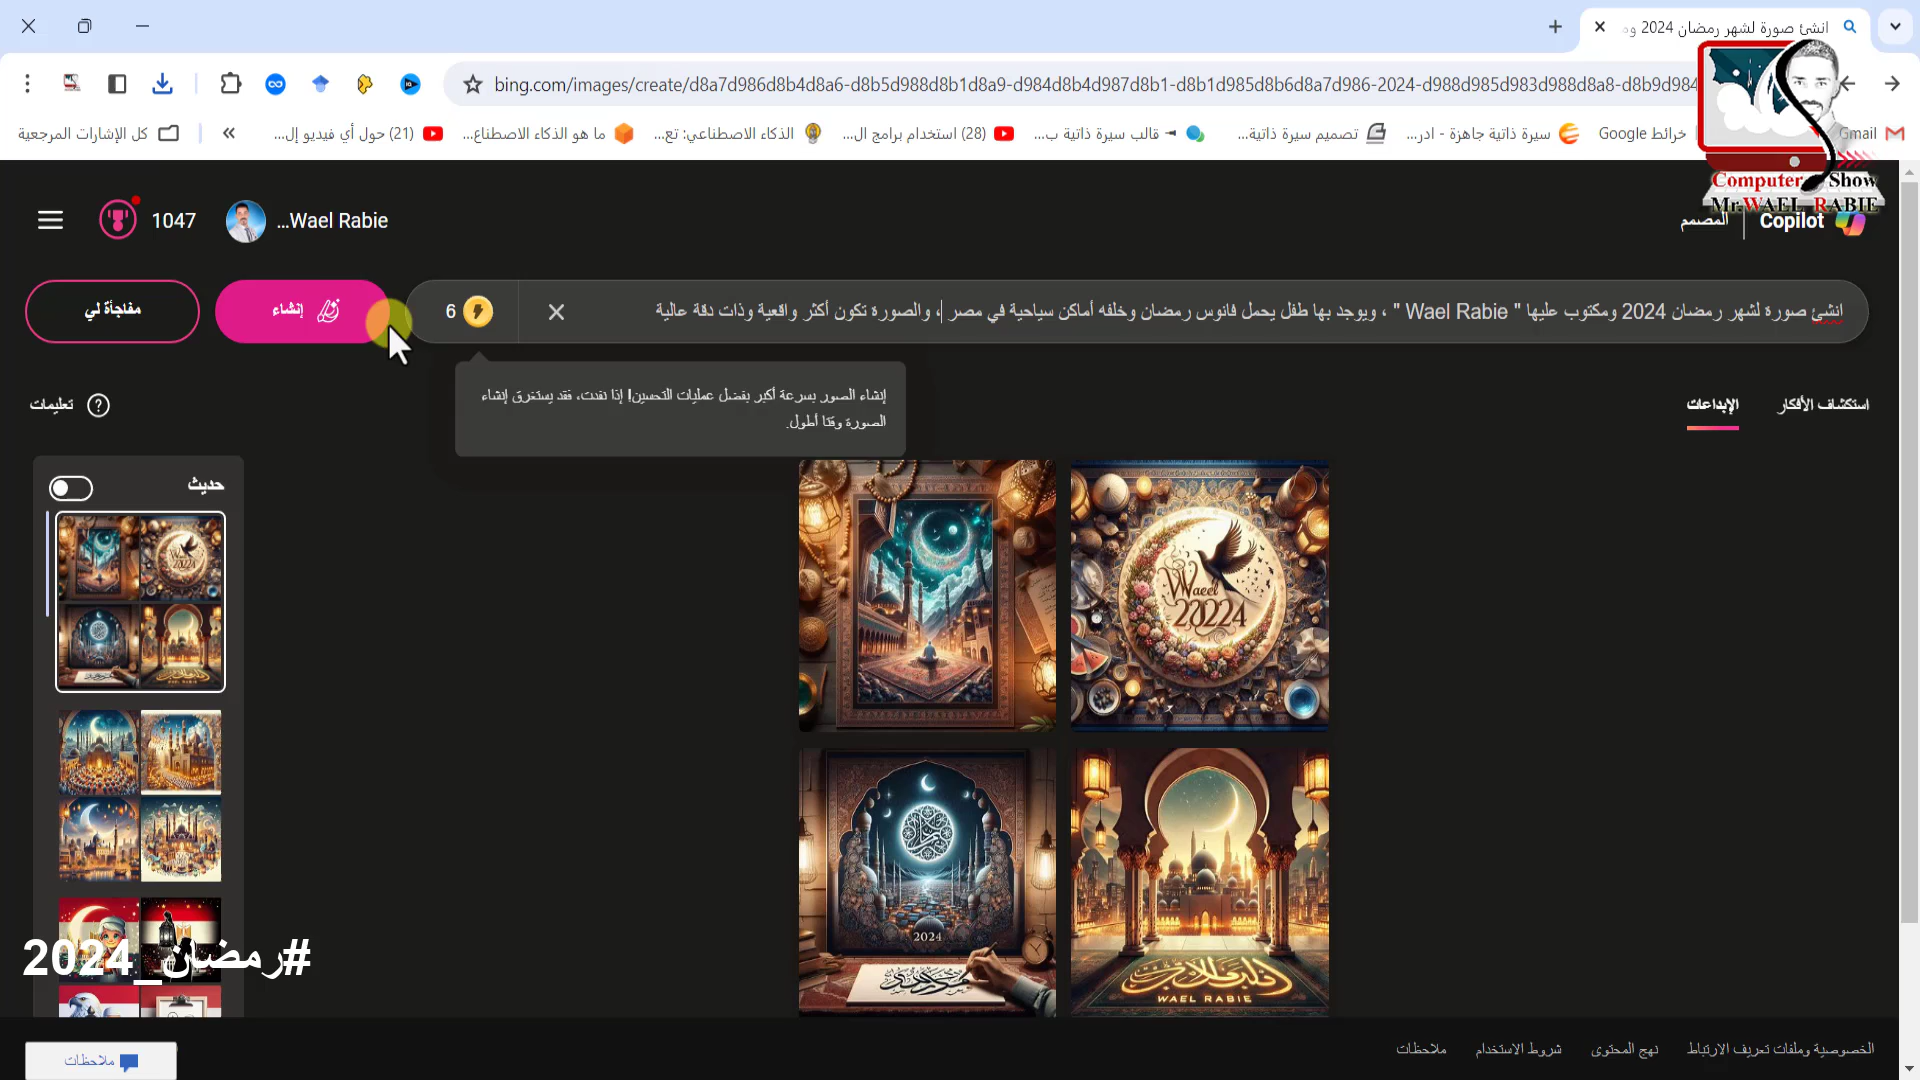 انشئ صورة لشهر رمضان 2024 وم
bing.com/images/create/d8a7d986d8b4d8a6-d8b5d988d8b1d8a9-d984d8b4d987d8b1-d8b1d985d8b6d8a7d986-2024-d988d985d983d988d8a8-d8b9d984
Gmail
خرائط Google
سيرة ذاتية جاهزة - ادر...
تصميم سيرة ذاتية...
قالب سيرة ذاتية ب...
(28) استخدام برامج ال...
الذكاء الاصطناعي: تع...
ما هو الذكاء الاصطناع...
(21) حول أي فيديو إل...
»
كل الإشارات المرجعية
Computer Show
Mr.WAEL RABIE
Copilot
المصمم
Wael Rabie...
1047
انشئ صورة لشهر رمضان 2024 ومكتوب عليها " Wael Rabie " ، ويوجد بها طفل يحمل فانوس رمضان وخلفه أماكن سياحية في مصر ، والصورة تكون أكثر واقعية وذات دقة عالية
6
إنشاء
مفاجأة لي
إنشاء الصور بسرعة أكبر بفضل عمليات التحسين! إذا نفدت، فقد يستغرق إنشاء
الصورة وقتا أطول.
استكشاف الأفكار
الإبداعات
تعليمات
حديث
Waeel
20224
2024
WAEL RABIE
#رمضان_2024
الخصوصية وملفات تعريف الارتباط
نهج المحتوى
شروط الاستخدام
ملاحظات
ملاحظات